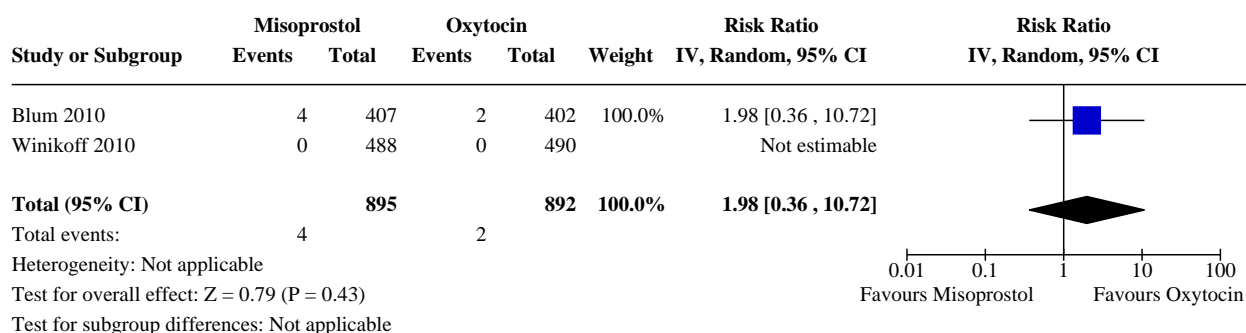 Misoprostol Oxytocin Risk Ratio Risk Ratio
Study or Subgroup Events Total Events Total Weight IV, Random, 95% CI IV, Random, 95% CI
Blum 2010 4 407 2 402 100.0% 1.98 [0.36 , 10.72]
Winikoff 2010 0 488 0 490 Not estimable
Total (95% CI) 895 892 100.0% 1.98 [0.36 , 10.72]
Total events: 4 2
Heterogeneity: Not applicable
0.01 0.1 1 10 100
Test for overall effect: Z = 0.79 (P = 0.43)
Favours Misoprostol Favours Oxytocin
Test for subgroup differences: Not applicable